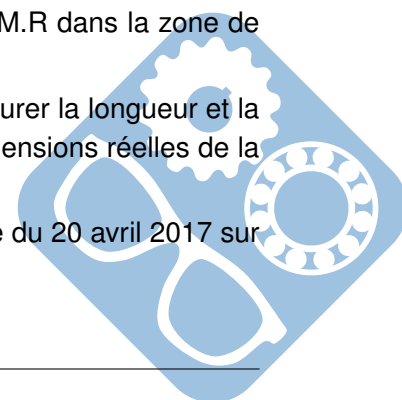 M.R dans la zone de
urer la longueur et la
ensions réelles de la
e du 20 avril 2017 sur